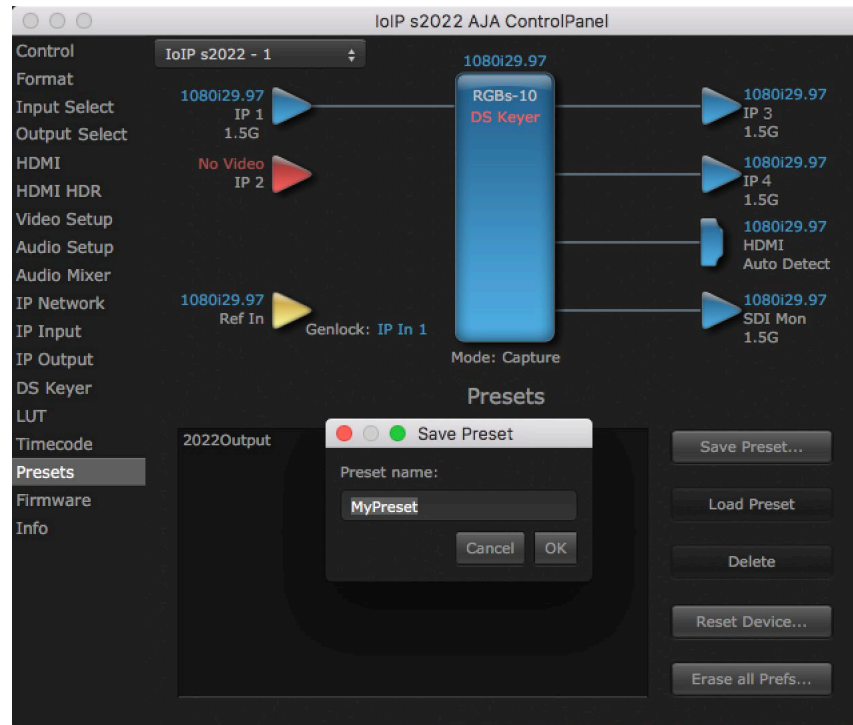 IoIP s2022 AJA ControlPanel
Control
Format
Input Select
Output Select
HDMI
HDMI HDR
Video Setup
Audio Setup
Audio Mixer
IP Network
IP Input
IP Output
DS Keyer
LUT
Timecode
Presets
Firmware
Info
IoIP s2022 - 1
1080i29.97
IP 1
1.5G
No Video
IP 2
1080i29.97
Ref In
Genlock: IP In 1
1080i29.97
RGBs-10
DS Keyer
Mode: Capture
1080i29.97
IP 3
1.5G
1080i29.97
IP 4
1.5G
1080i29.97
HDMI
Auto Detect
1080i29.97
SDI Mon
1.5G
Presets
2022Output
Save Preset
Preset name:
MyPreset
Cancel
OK
Save Preset...
Load Preset
Delete
Reset Device...
Erase all Prefs...